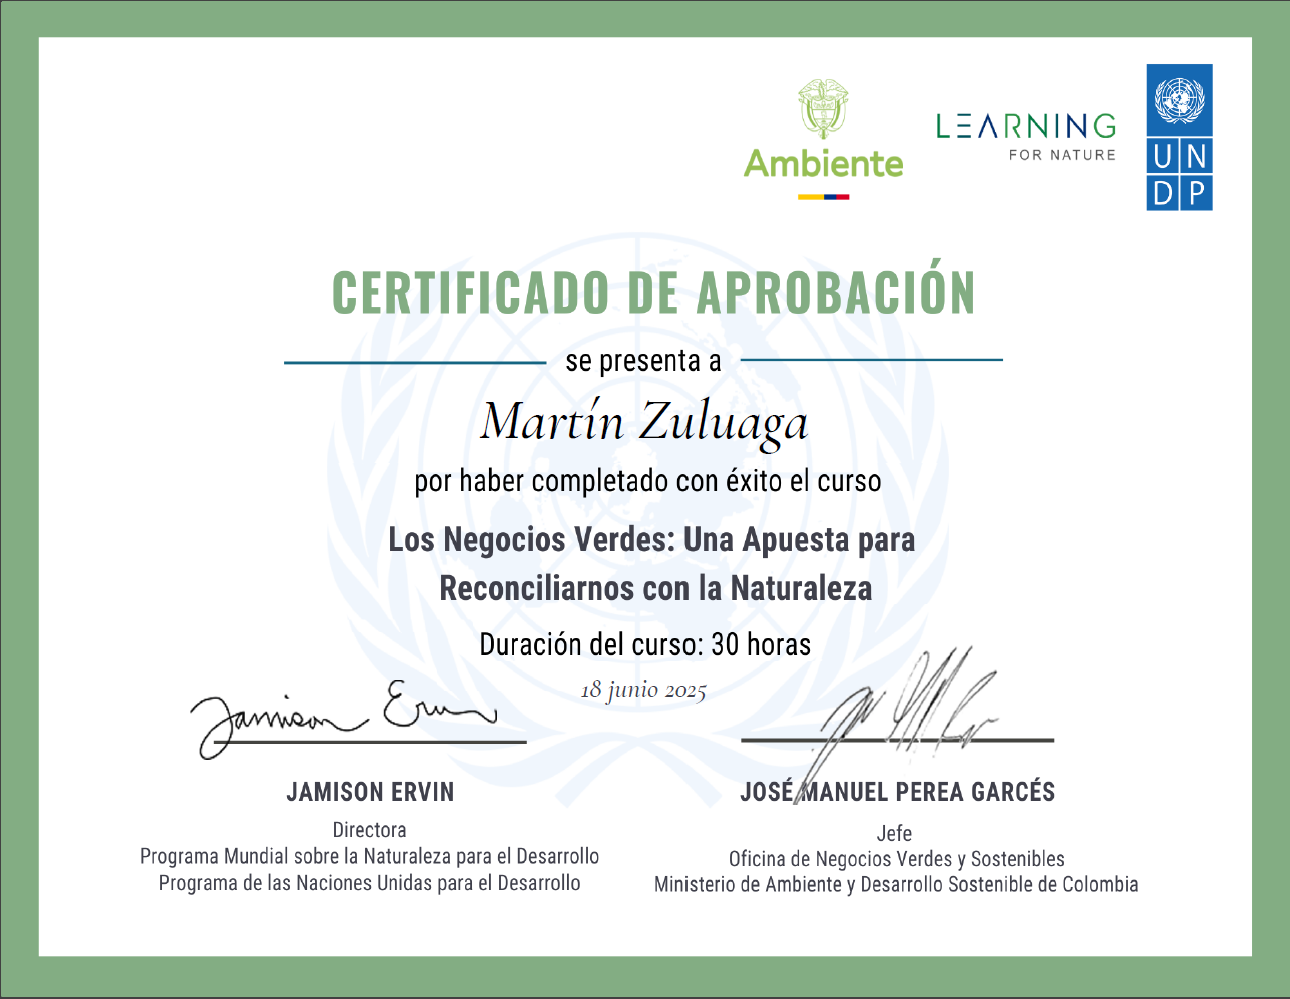 Ambiente
LEARNING
FOR NATURE
UN
DP
CERTIFICADO DE APROBACIÓN
se presenta a
Martín Zuluaga
por haber completado con éxito el curso
Los Negocios Verdes: Una Apuesta para
Reconciliarnos con la Naturaleza
Duración del curso: 30 horas
18 junio 2025
Jamison Ervin
JAMISON ERVIN
Directora
Programa Mundial sobre la Naturaleza para el Desarrollo
Programa de las Naciones Unidas para el Desarrollo
JOSÉ MANUEL PEREA GARCÉS
Jefe
Oficina de Negocios Verdes y Sostenibles
Ministerio de Ambiente y Desarrollo Sostenible de Colombia